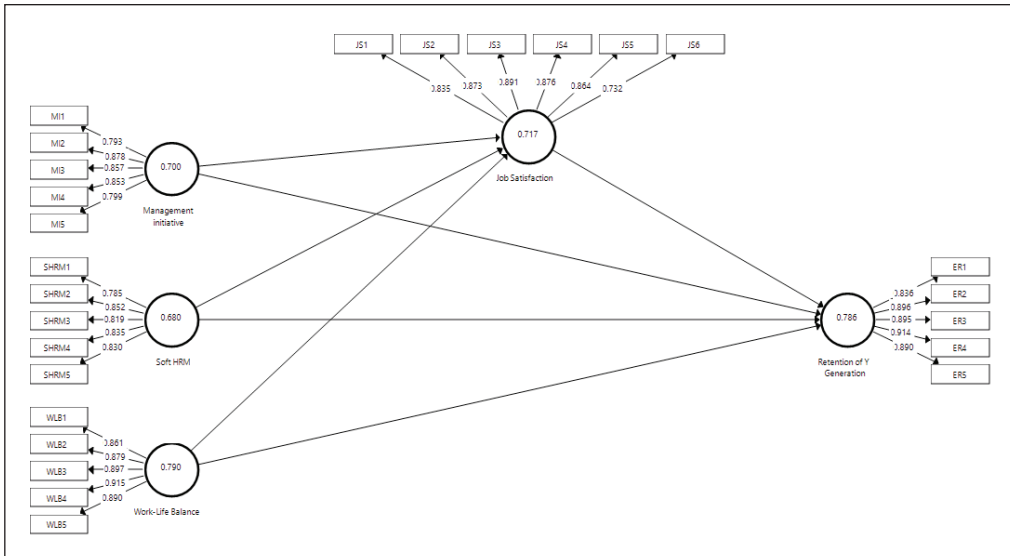 JS1
JS2
JS3
JS4
JS5
JS6
0.835
0.873
0.891
0.876
0.864
0.732
0.717
Job Satisfaction
MI1
MI2
MI3
MI4
MI5
0.793
0.878
0.857
0.853
0.799
0.700
Management
initiative
SHRM1
SHRM2
SHRM3
SHRM4
SHRM5
0.785
0.852
0.819
0.835
0.830
0.680
Soft HRM
WLB1
WLB2
WLB3
WLB4
WLB5
0.861
0.879
0.897
0.915
0.890
0.790
Work-Life Balance
0.786
Retention of Y
Generation
0.836
0.896
0.895
0.914
0.890
ER1
ER2
ER3
ER4
ER5